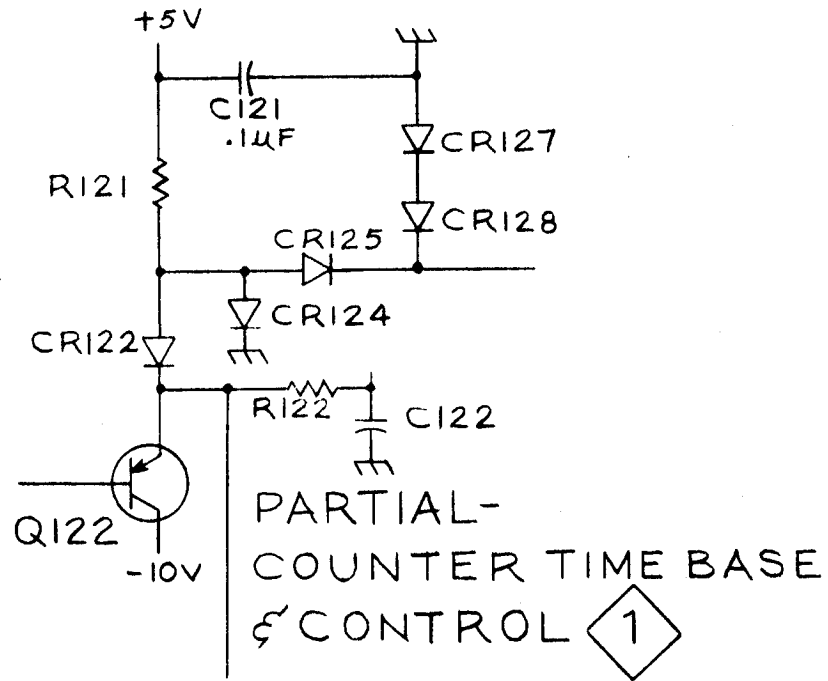 +5V
C121
.1µF
CR127
R121
CR128
CR125
CR124
CR122
R122
C122
Q122
-10V
PARTIAL-
COUNTER TIME BASE
& CONTROL 1